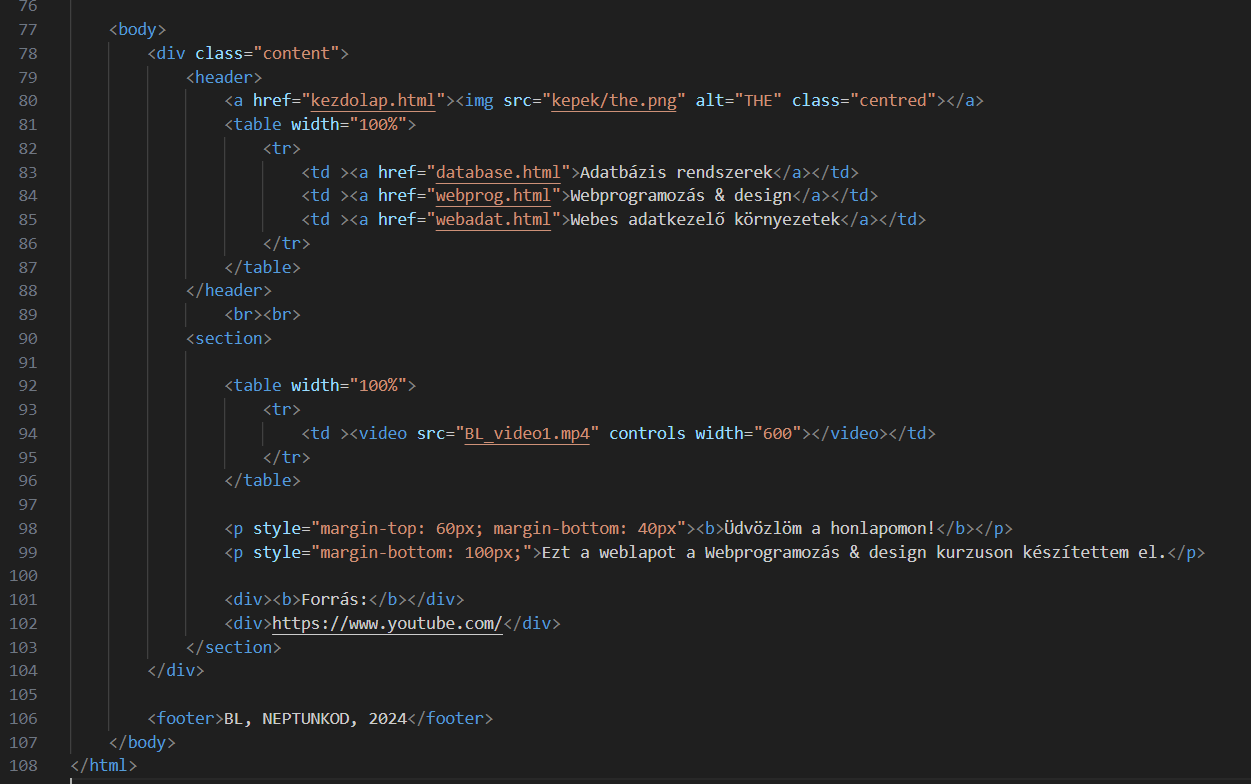 76
77 <body>
78 <div class="content">
79 <header>
80 <a href="kezdolap.html"><img src="kepek/the.png" alt="THE" class="centred"></a>
81 <table width="100%">
82 <tr>
83 <td ><a href="database.html">Adatbázis rendszerek</a></td>
84 <td ><a href="webprog.html">Webprogramozás & design</a></td>
85 <td ><a href="webadat.html">Webes adatkezelő környezetek</a></td>
86 </tr>
87 </table>
88 </header>
89 <br><br>
90 <section>
91
92 <table width="100%">
93 <tr>
94 <td ><video src="BL_video1.mp4" controls width="600"></video></td>
95 </tr>
96 </table>
97
98 <p style="margin-top: 60px; margin-bottom: 40px"><b>Üdvözlöm a honlapomon!</b></p>
99 <p style="margin-bottom: 100px;">Ezt a weblapot a Webprogramozás & design kurzuson készítettem el.</p>
100
101 <div><b>Forrás:</b></div>
102 <div>https://www.youtube.com/</div>
103 </section>
104 </div>
105
106 <footer>BL, NEPTUNKOD, 2024</footer>
107 </body>
108 </html>